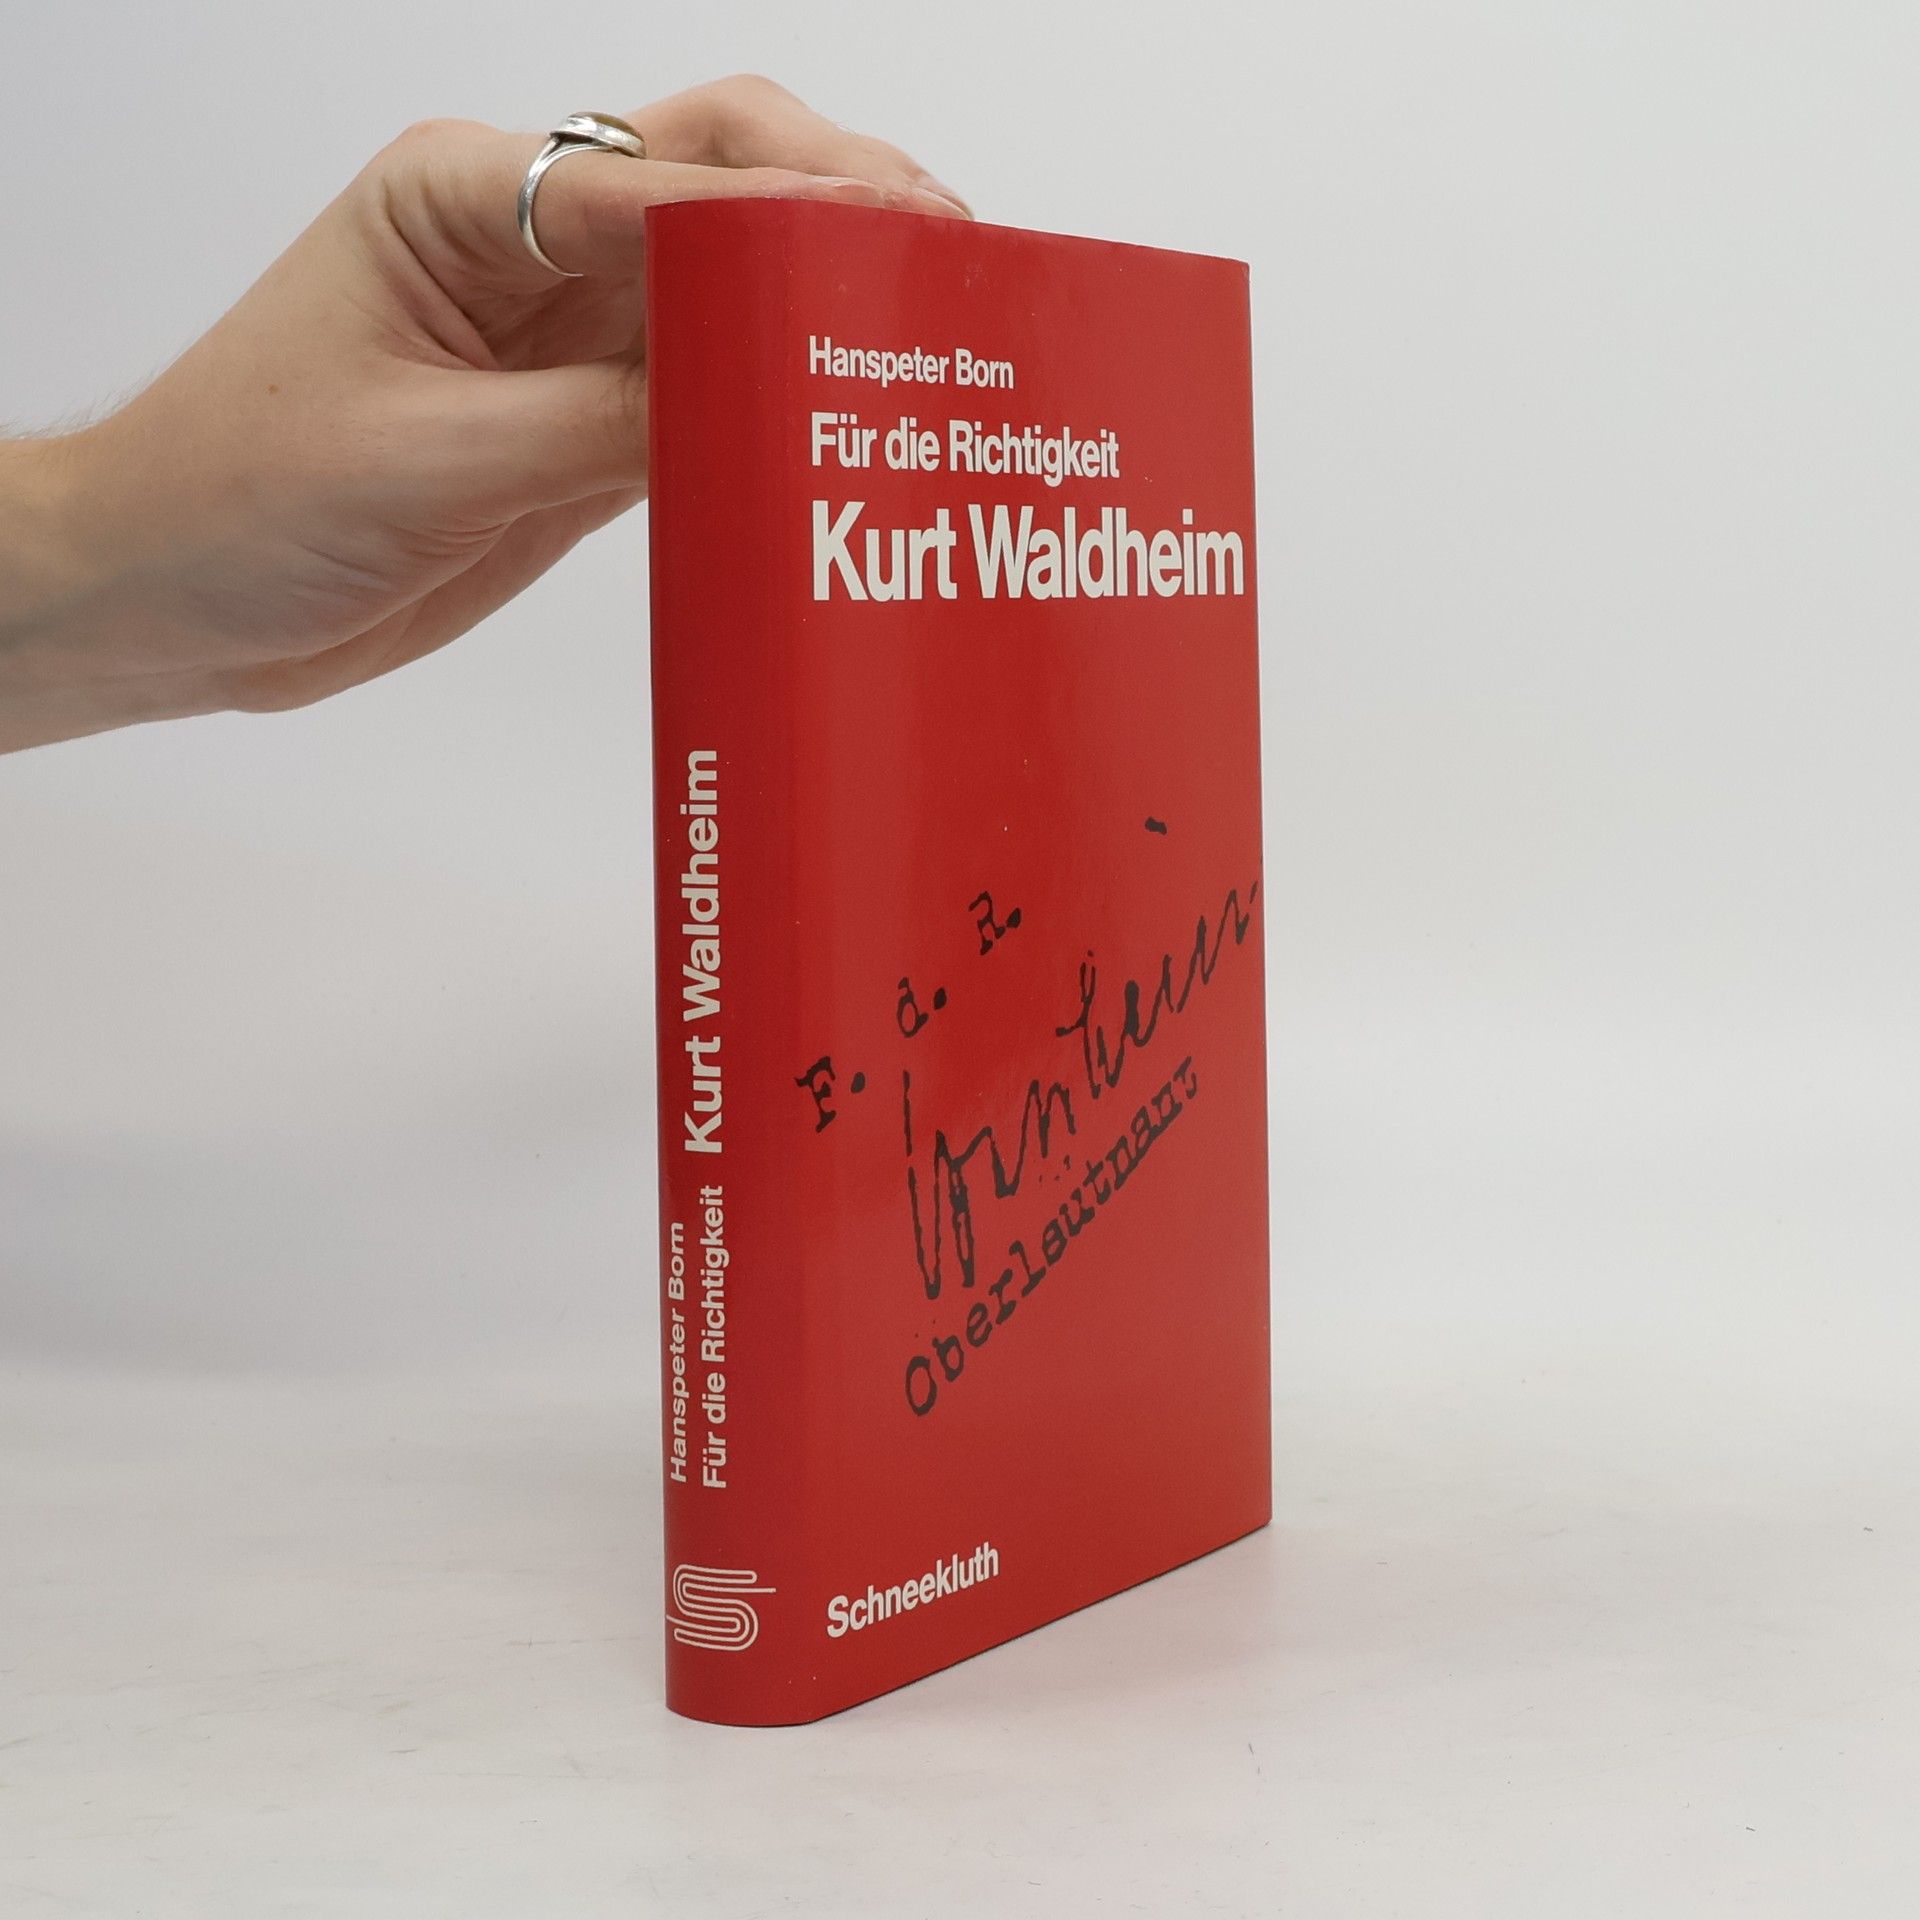 Hanspeter Born
Für die Richtigkeit
Kurt Waldheim
F. d. R.
Oberleutnant
Schneekluth
Hanspeter Born
Für die Richtigkeit Kurt Waldheim